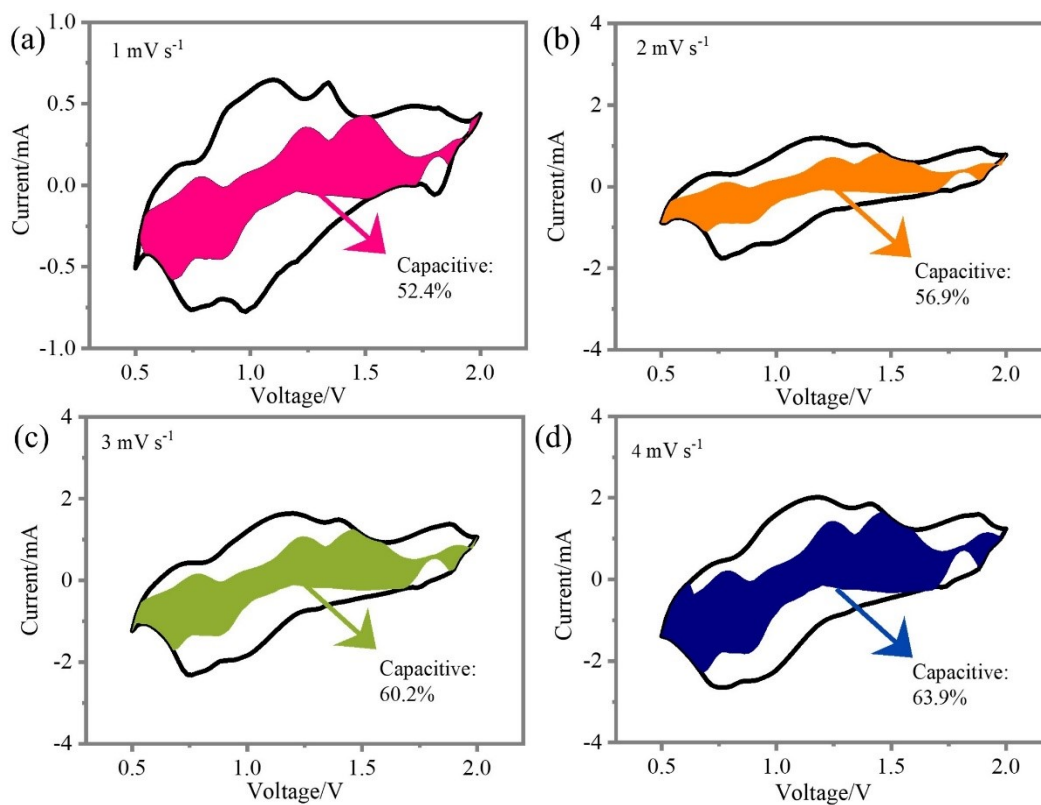 (a)
1 mV s⁻¹
1.0
0.5
0.0
-0.5
-1.0
Current/mA
Capacitive:
52.4%
0.5 1.0 1.5 2.0
Voltage/V
(b)
2 mV s⁻¹
4
2
0
-2
-4
Current/mA
Capacitive:
56.9%
0.5 1.0 1.5 2.0
Voltage/V
(c)
3 mV s⁻¹
4
2
0
-2
-4
Current/mA
Capacitive:
60.2%
0.5 1.0 1.5 2.0
Voltage/V
(d)
4 mV s⁻¹
4
2
0
-2
-4
Current/mA
Capacitive:
63.9%
0.5 1.0 1.5 2.0
Voltage/V